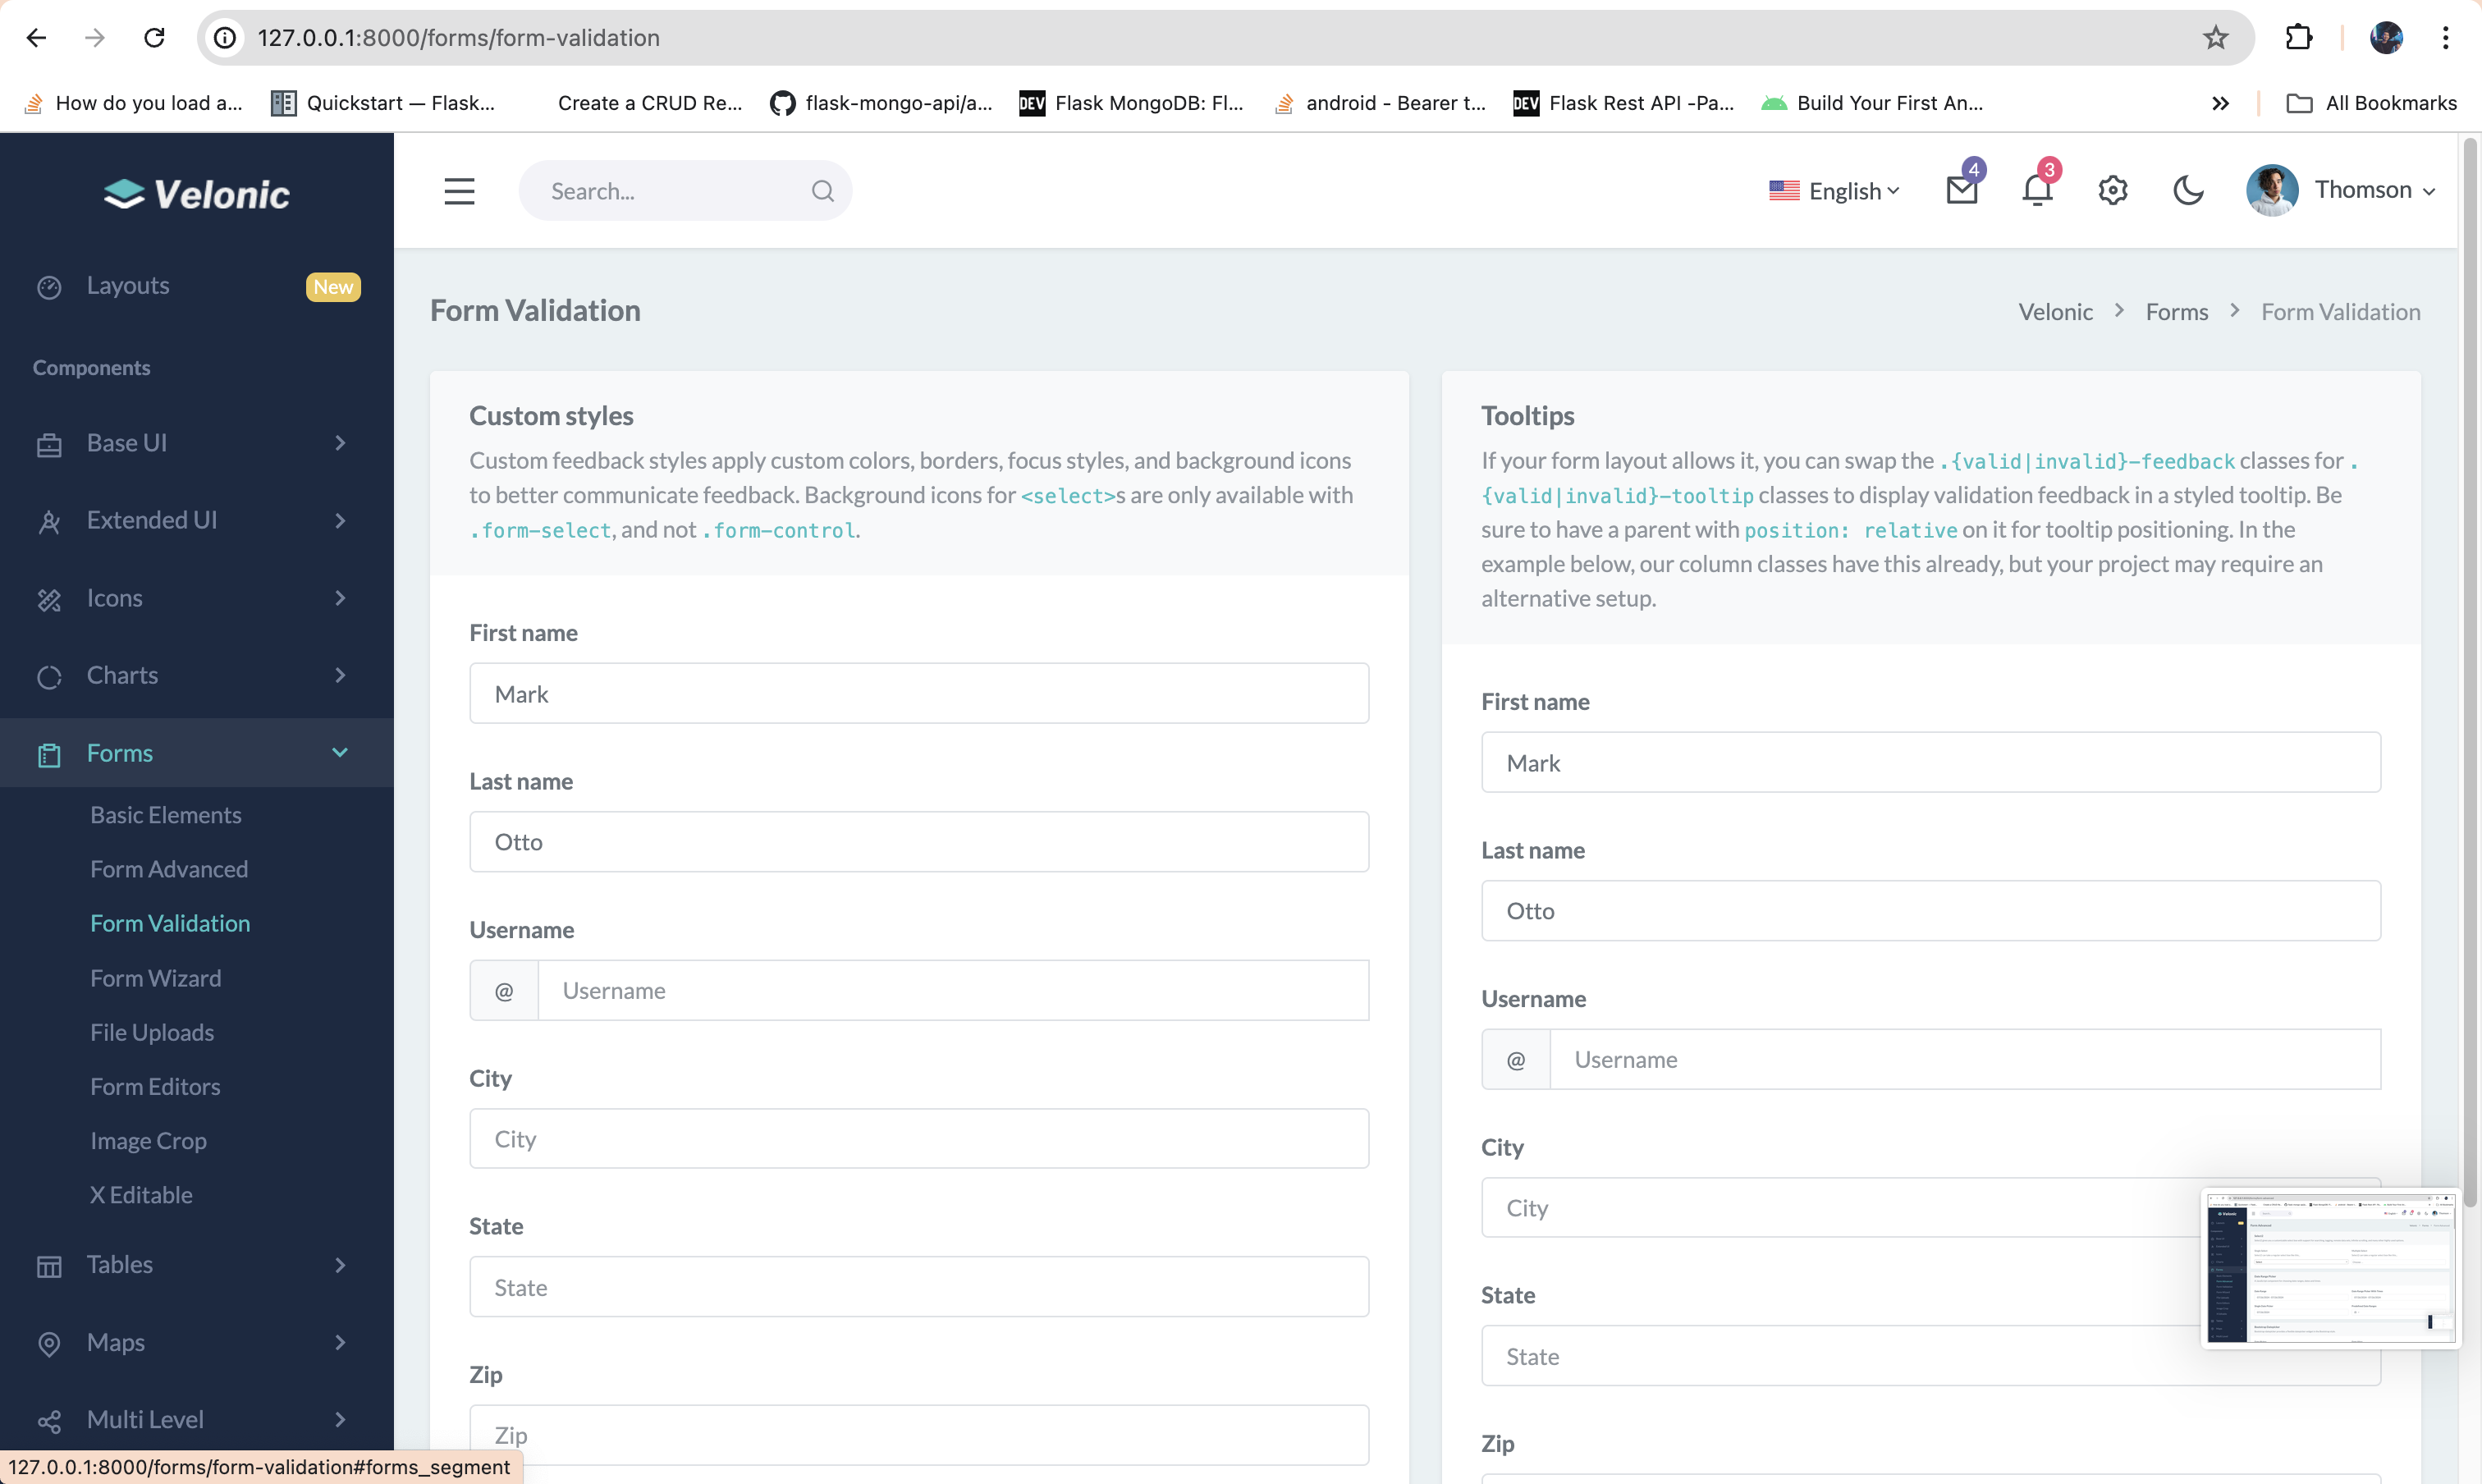 127.0.0.1:8000/forms/form-validation
How do you load a...
Quickstart — Flask...
Create a CRUD Re...
flask-mongo-api/a...
DEV Flask MongoDB: Fl...
android - Bearer t...
DEV Flask Rest API -Pa...
Build Your First An...
All Bookmarks
Velonic
Search...
English
4
3
Thomson
Layouts
New
Components
Base UI
Extended UI
Icons
Charts
Forms
Basic Elements
Form Advanced
Form Validation
Form Wizard
File Uploads
Form Editors
Image Crop
X Editable
Tables
Maps
Multi Level
Form Validation
Velonic > Forms > Form Validation
Custom styles
Custom feedback styles apply custom colors, borders, focus styles, and background icons
to better communicate feedback. Background icons for <select>s are only available with
.form-select, and not .form-control.
First name
Mark
Last name
Otto
Username
@ Username
City
City
State
State
Zip
Zip
Tooltips
If your form layout allows it, you can swap the .{valid|invalid}-feedback classes for .
{valid|invalid}-tooltip classes to display validation feedback in a styled tooltip. Be
sure to have a parent with position: relative on it for tooltip positioning. In the
example below, our column classes have this already, but your project may require an
alternative setup.
First name
Mark
Last name
Otto
Username
@ Username
City
City
State
State
Zip
127.0.0.1:8000/forms/form-validation#forms_segment